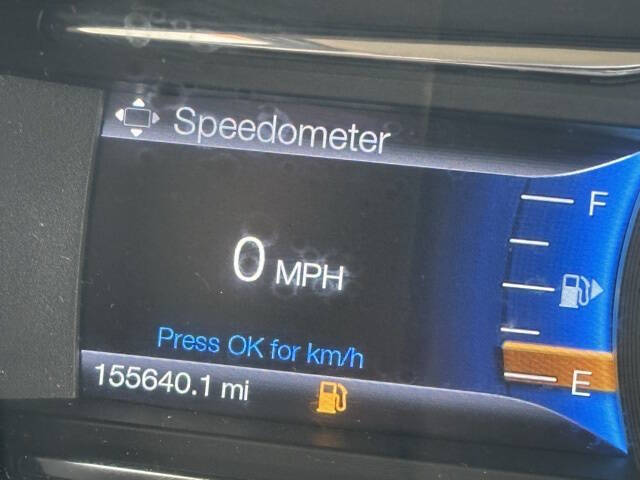 Speedometer
0 MPH
Press OK for km/h
155640.1 mi
F
E